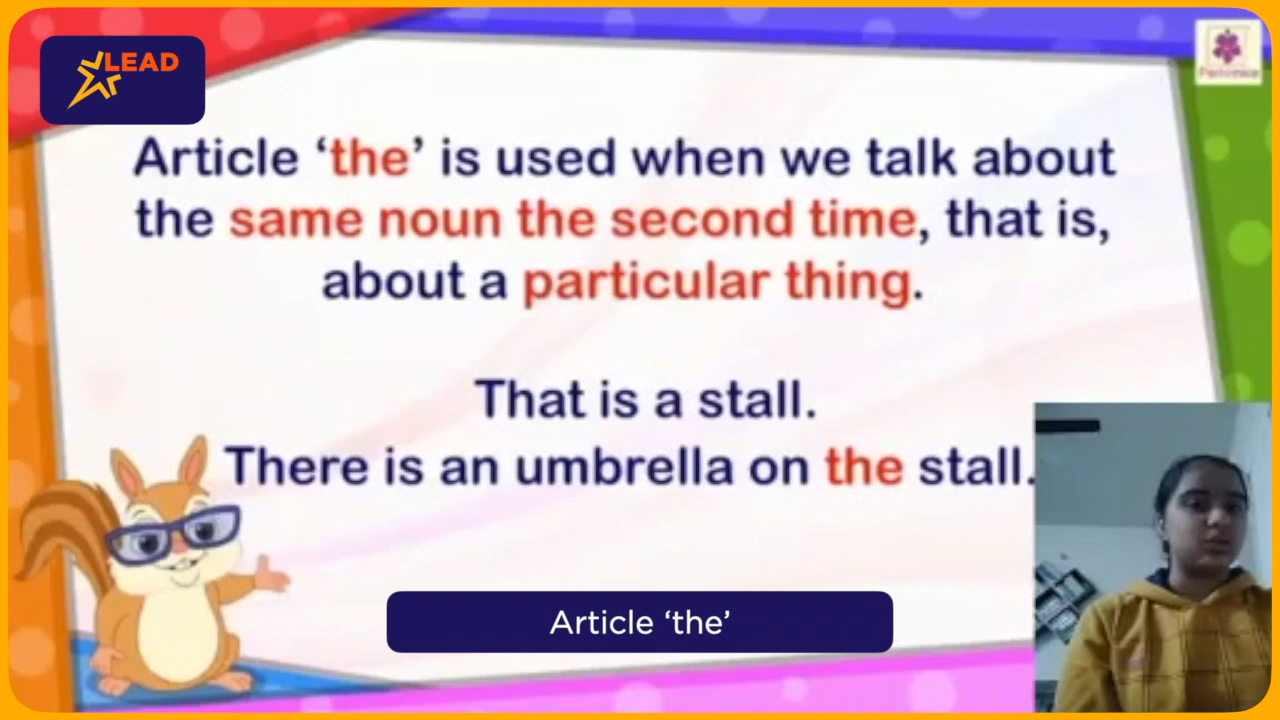 LEAD
Periwinkle
Article ‘the’ is used when we talk about
the same noun the second time, that is,
about a particular thing.
That is a stall.
There is an umbrella on the stall.
Article ‘the’